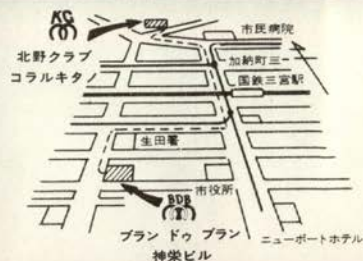 KC
市民病院
北野クラブ
コラルキタノ
加納町三
国鉄三宮駅
生田署
市役所
BDB
ブラン ドゥ ブラン
神栄ビル
ニューポートホテル